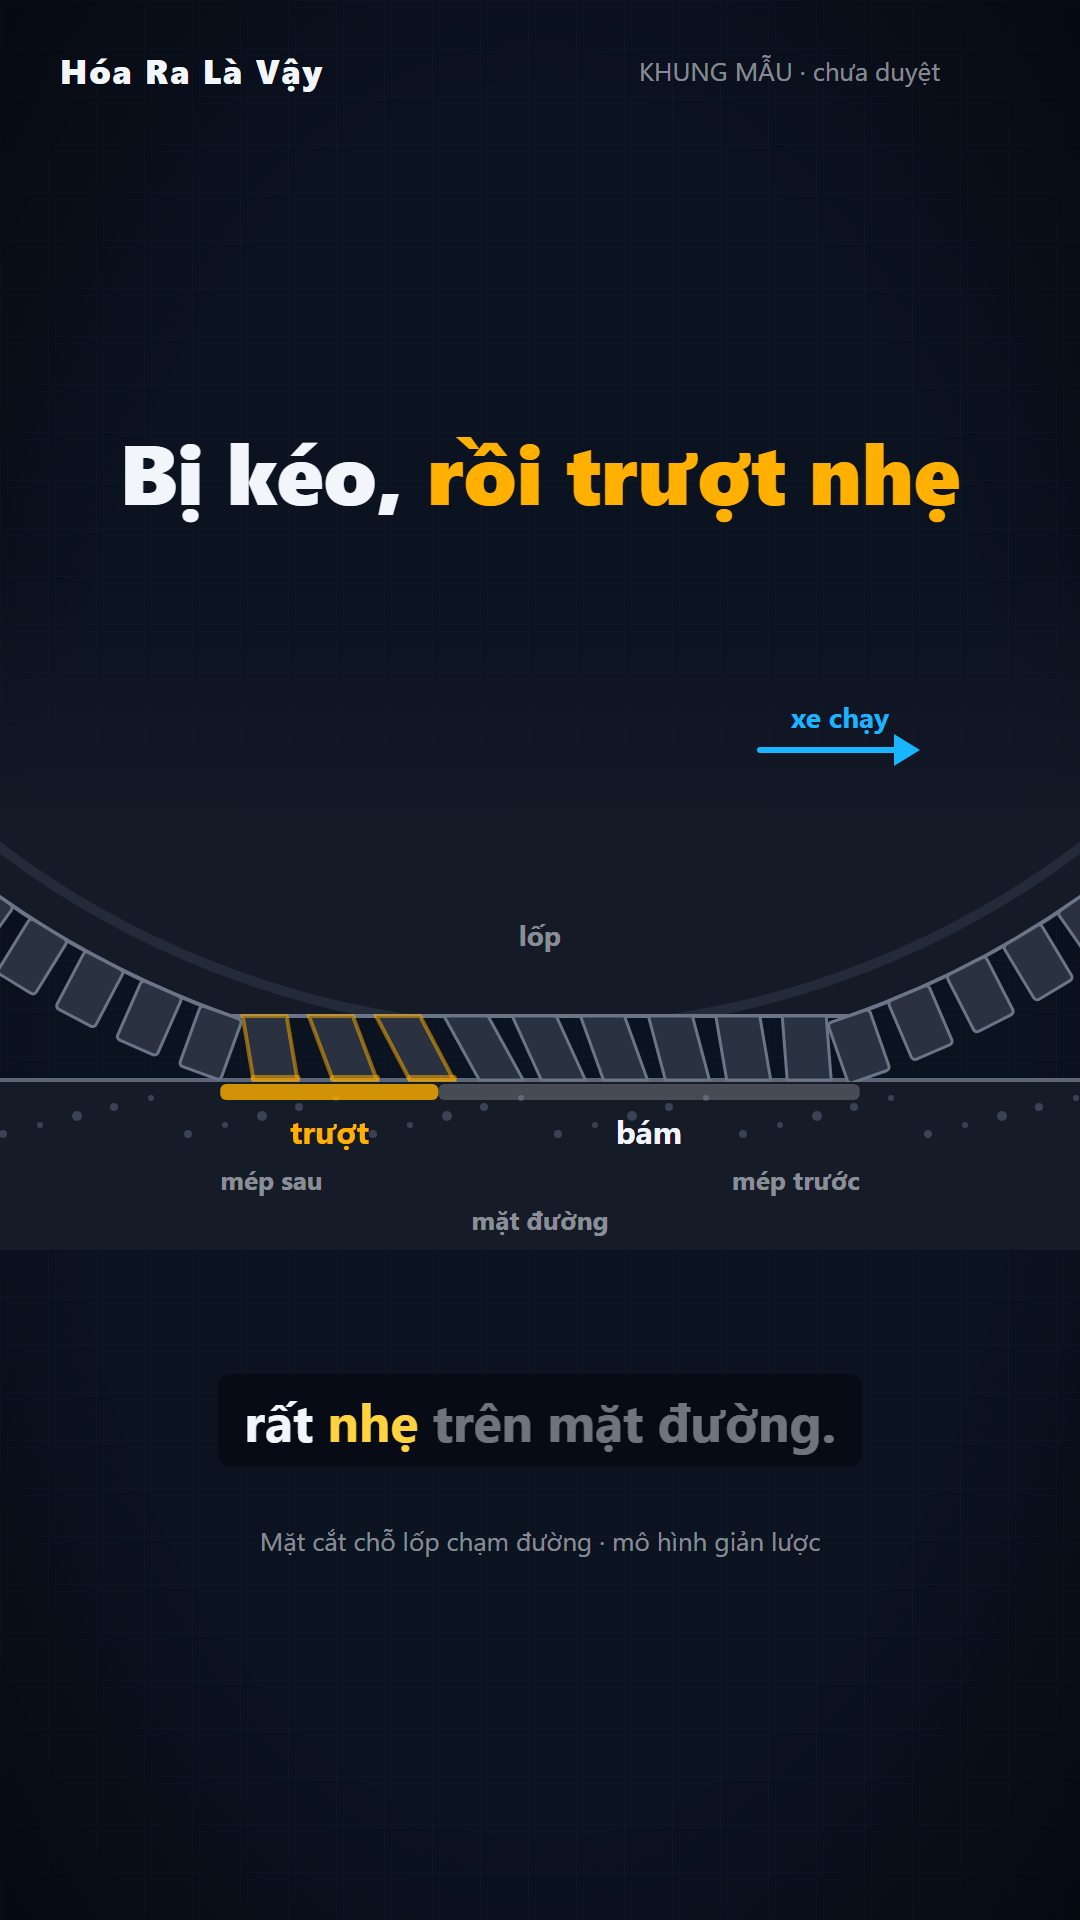 Hóa Ra Là Vậy
KHUNG MẪU · chưa duyệt
Bị kéo, rồi trượt nhẹ
xe chạy
lốp
trượt
bám
mép sau
mép trước
mặt đường
rất nhẹ trên mặt đường.
Mặt cắt chỗ lốp chạm đường · mô hình giản lược